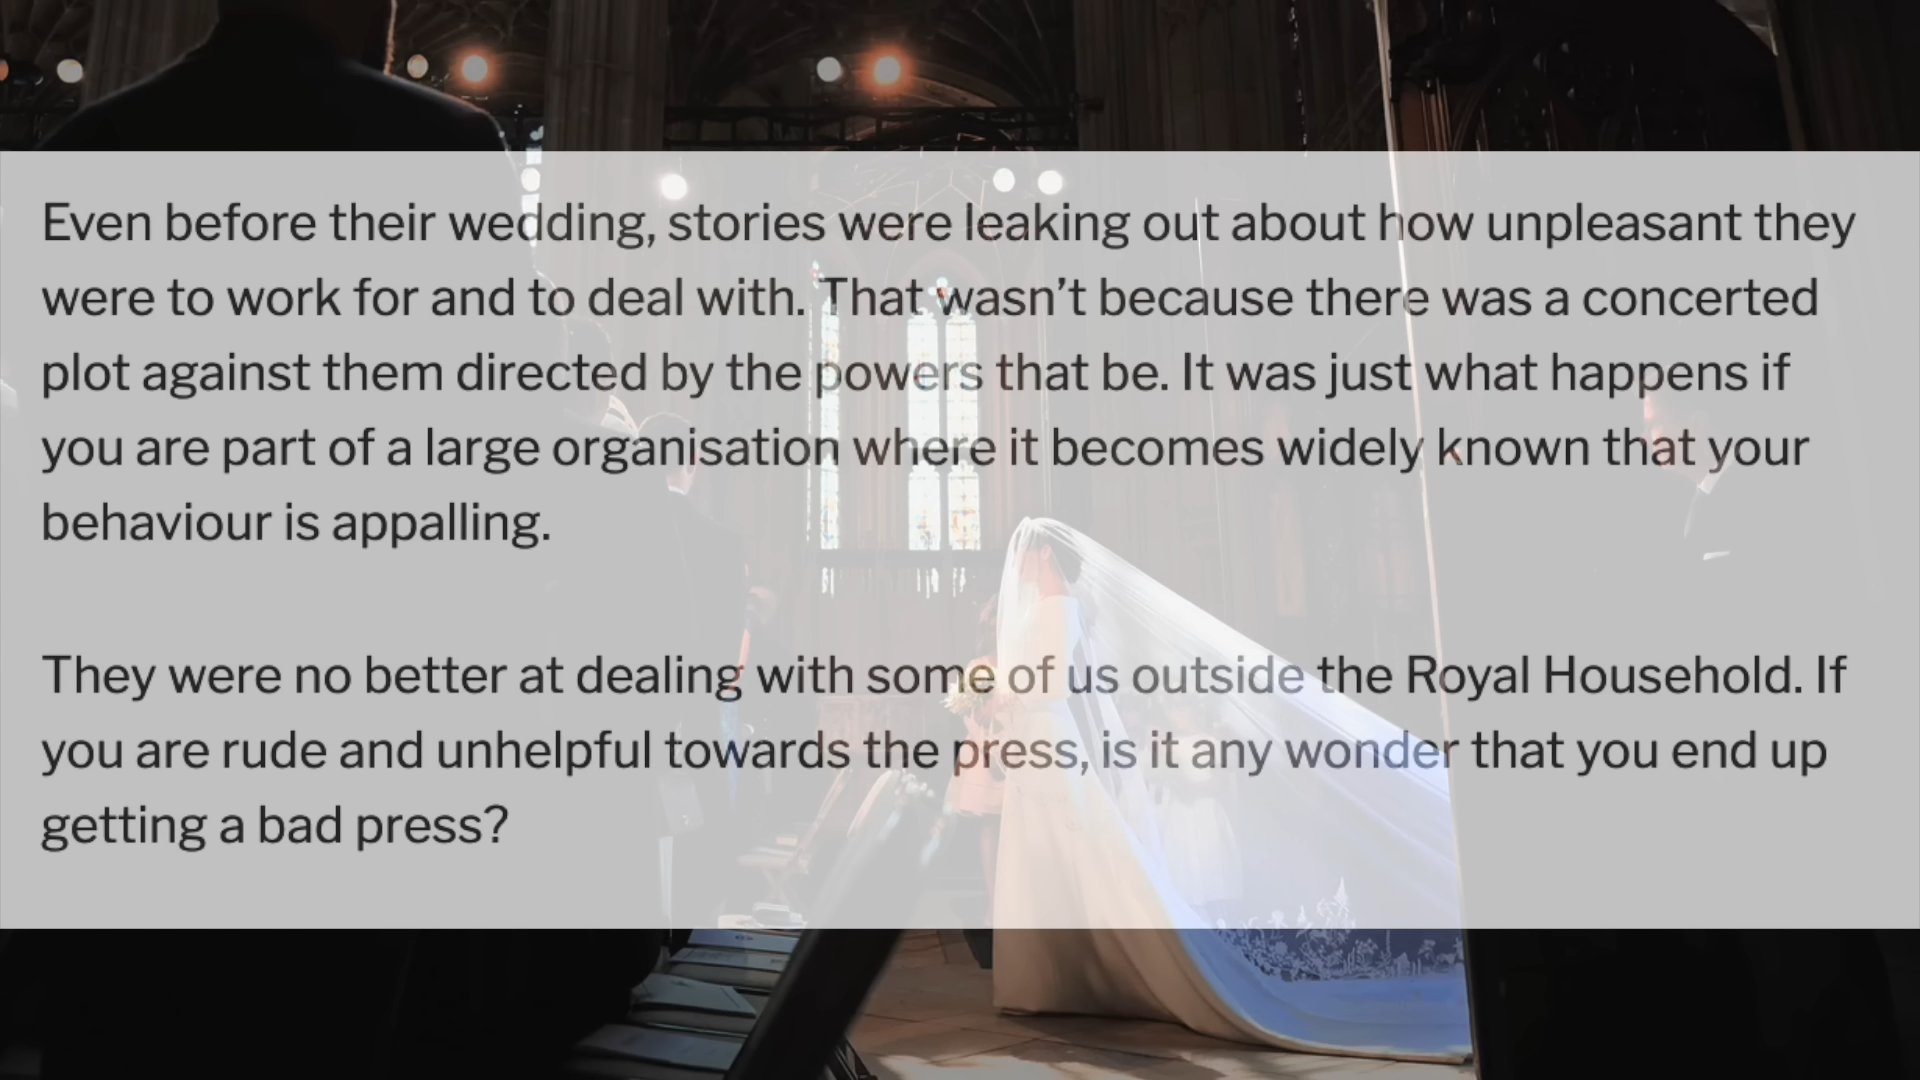 Even before their wedding, stories were leaking out about how unpleasant they
were to work for and to deal with. That wasn’t because there was a concerted
plot against them directed by the powers that be. It was just what happens if
you are part of a large organisation where it becomes widely known that your
behaviour is appalling.
They were no better at dealing with some of us outside the Royal Household. If
you are rude and unhelpful towards the press, is it any wonder that you end up
getting a bad press?